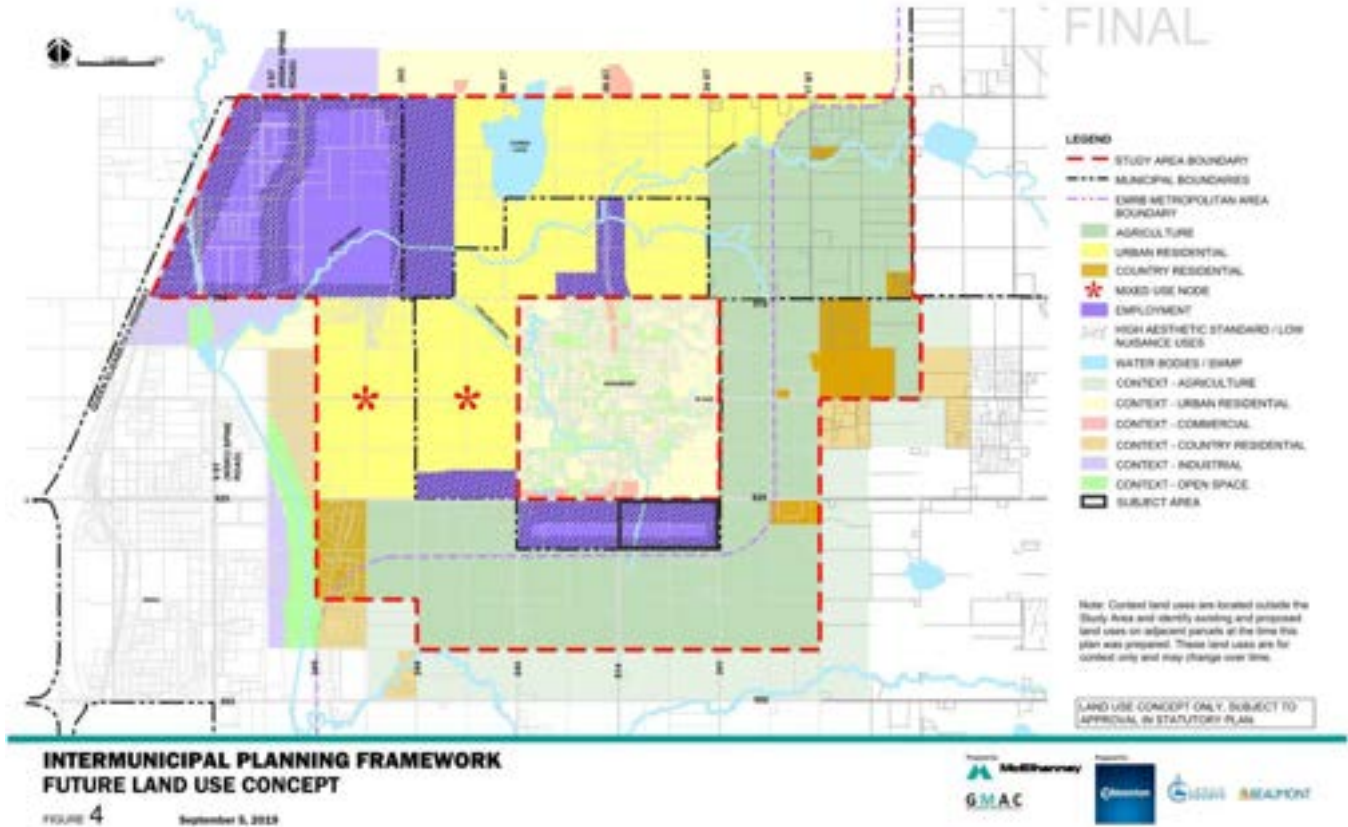 FINAL
LEGEND
STUDY AREA BOUNDARY
MUNICIPAL BOUNDARIES
EMRB METROPOLITAN AREA
BOUNDARY
AGRICULTURE
URBAN RESIDENTIAL
COUNTRY RESIDENTIAL
MIXED USE NODE
EMPLOYMENT
HIGH AESTHETIC STANDARD / LOW
NUISANCE USES
WATER BODIES / SWMP
CONTEXT - AGRICULTURE
CONTEXT - URBAN RESIDENTIAL
CONTEXT - COMMERCIAL
CONTEXT - COUNTRY RESIDENTIAL
CONTEXT - INDUSTRIAL
CONTEXT - OPEN SPACE
SUBJECT AREA
Note: Context land uses are located outside the
Study Area and identify existing and proposed
land uses on adjacent parcels at the time this
plan was prepared. These land uses are for
context only and may change over time.
LAND USE CONCEPT ONLY. SUBJECT TO
APPROVAL IN STATUTORY PLAN.
INTERMUNICIPAL PLANNING FRAMEWORK
FUTURE LAND USE CONCEPT
FIGURE 4
September 5, 2019
McElhanney
GMAC
Edmonton
BEAUMONT